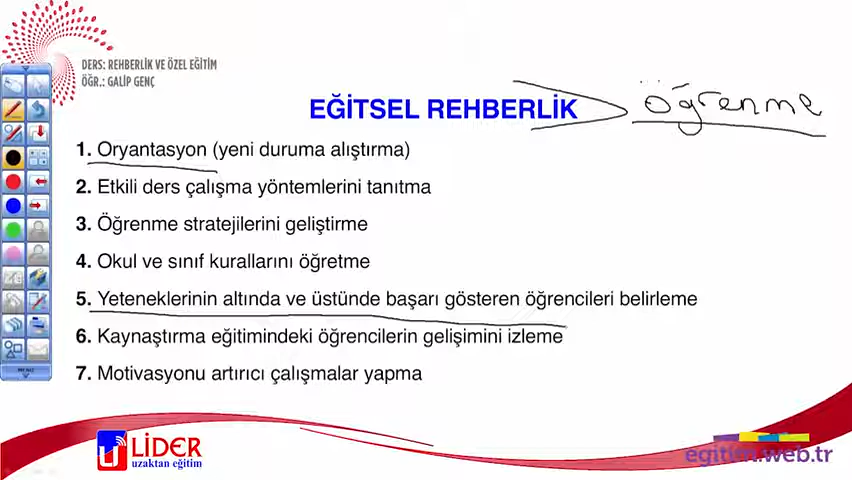 DERS: REHBERLİK VE ÖZEL EĞİTİM
ÖĞR.: GALİP GENÇ
EĞİTSEL REHBERLİK
öğrenme
1. Oryantasyon (yeni duruma alıştırma)
2. Etkili ders çalışma yöntemlerini tanıtma
3. Öğrenme stratejilerini geliştirme
4. Okul ve sınıf kurallarını öğretme
5. Yeteneklerinin altında ve üstünde başarı gösteren öğrencileri belirleme
6. Kaynaştırma eğitimindeki öğrencilerin gelişimini izleme
7. Motivasyonu artırıcı çalışmalar yapma
LİDER
uzaktan eğitim
egitim.web.tr